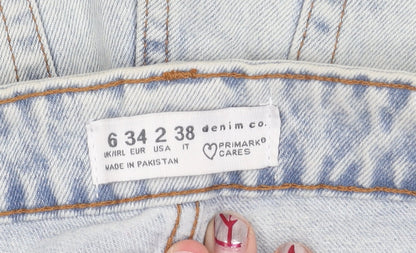 6 34 2 38 denim co.
UK/IRL EUR USA IT PRIMARK®
CARES
MADE IN PAKISTAN